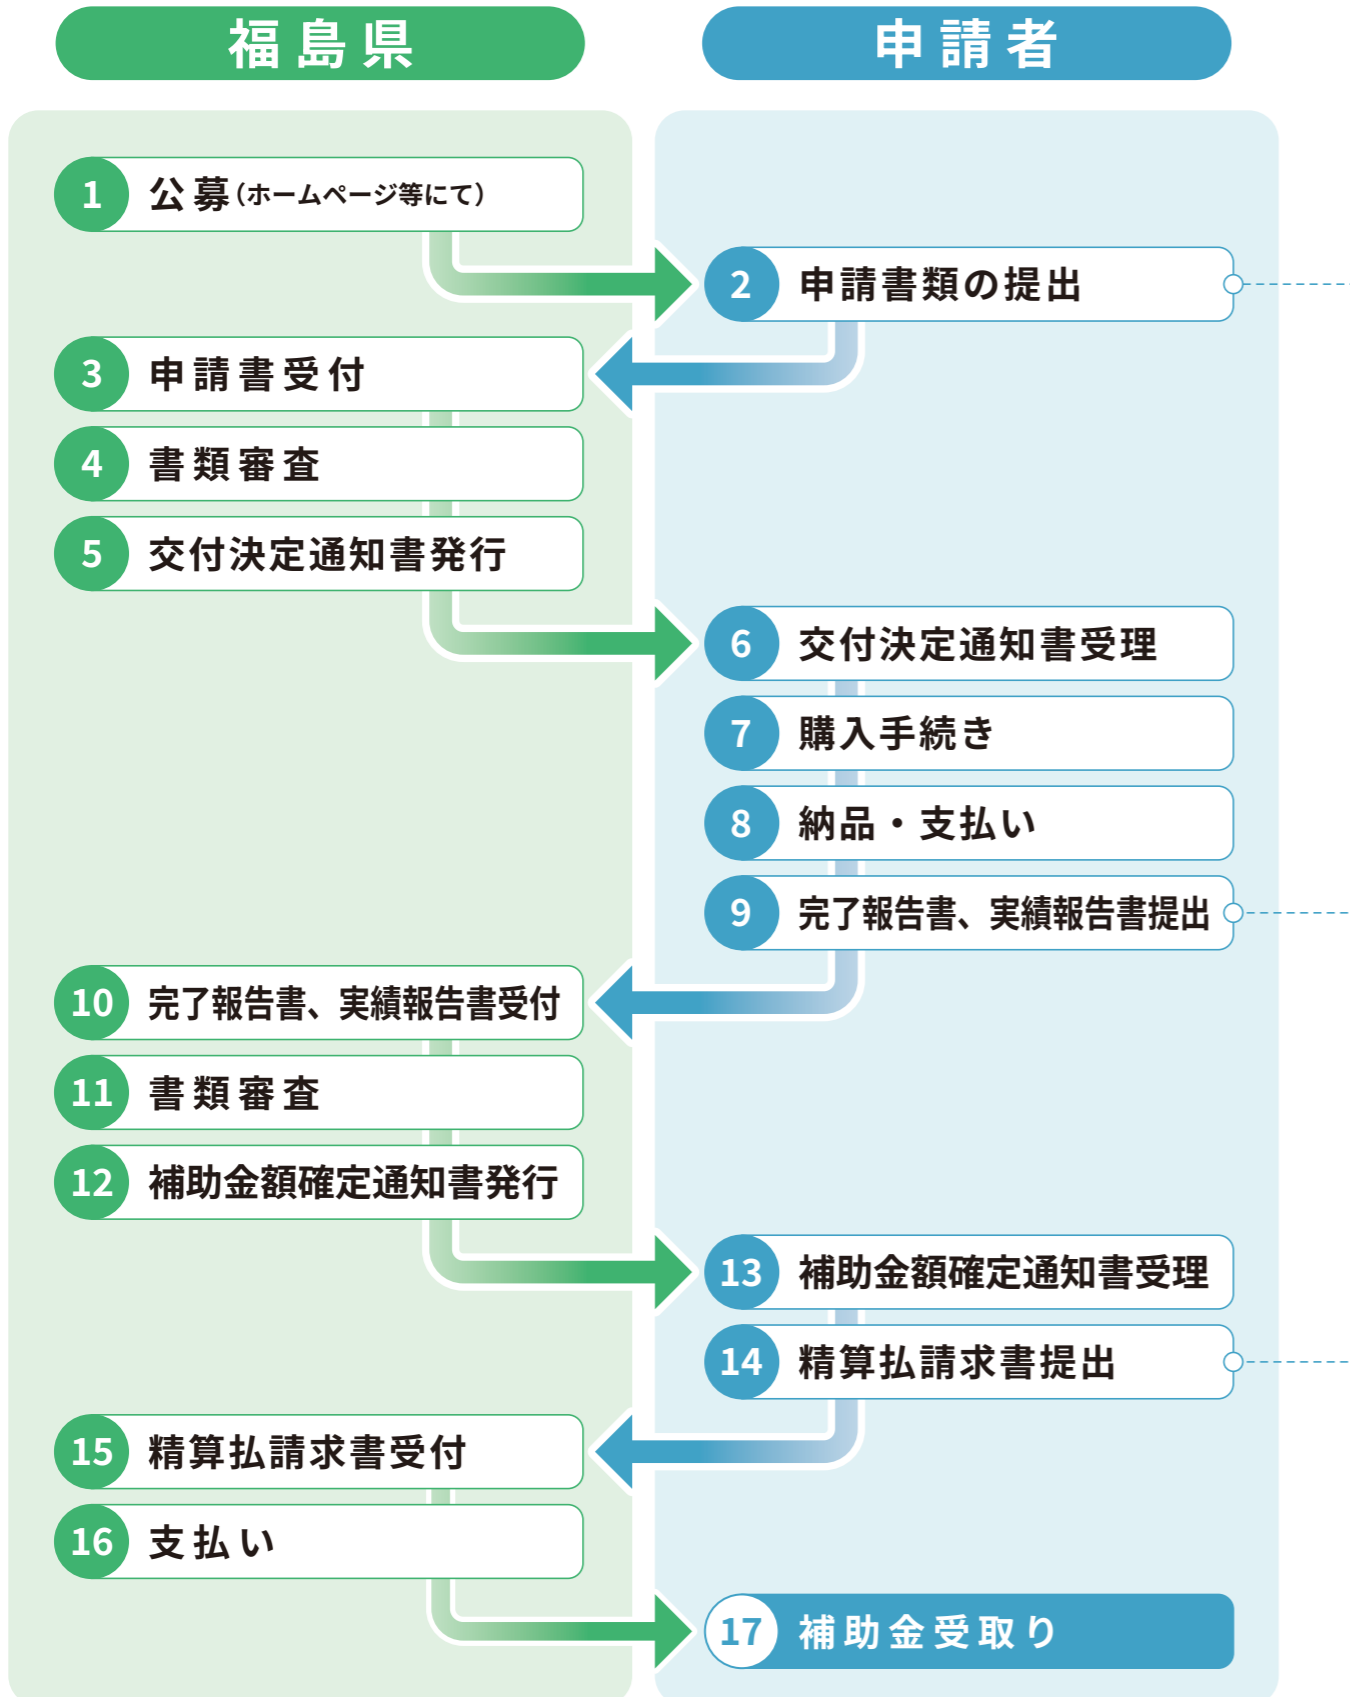 福島県
申請者
1 公募(ホームページ等にて)
2 申請書類の提出
3 申請書受付
4 書類審査
5 交付決定通知書発行
6 交付決定通知書受理
7 購入手続き
8 納品・支払い
9 完了報告書、実績報告書提出
10 完了報告書、実績報告書受付
11 書類審査
12 補助金額確定通知書発行
13 補助金額確定通知書受理
14 精算払請求書提出
15 精算払請求書受付
16 支払い
17 補助金受取り